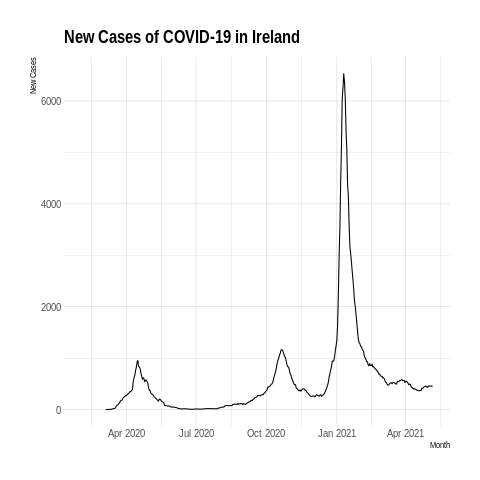 New Cases of COVID-19 in Ireland
New Cases
6000
4000
2000
0
Apr 2020 Jul 2020 Oct 2020 Jan 2021 Apr 2021
Month